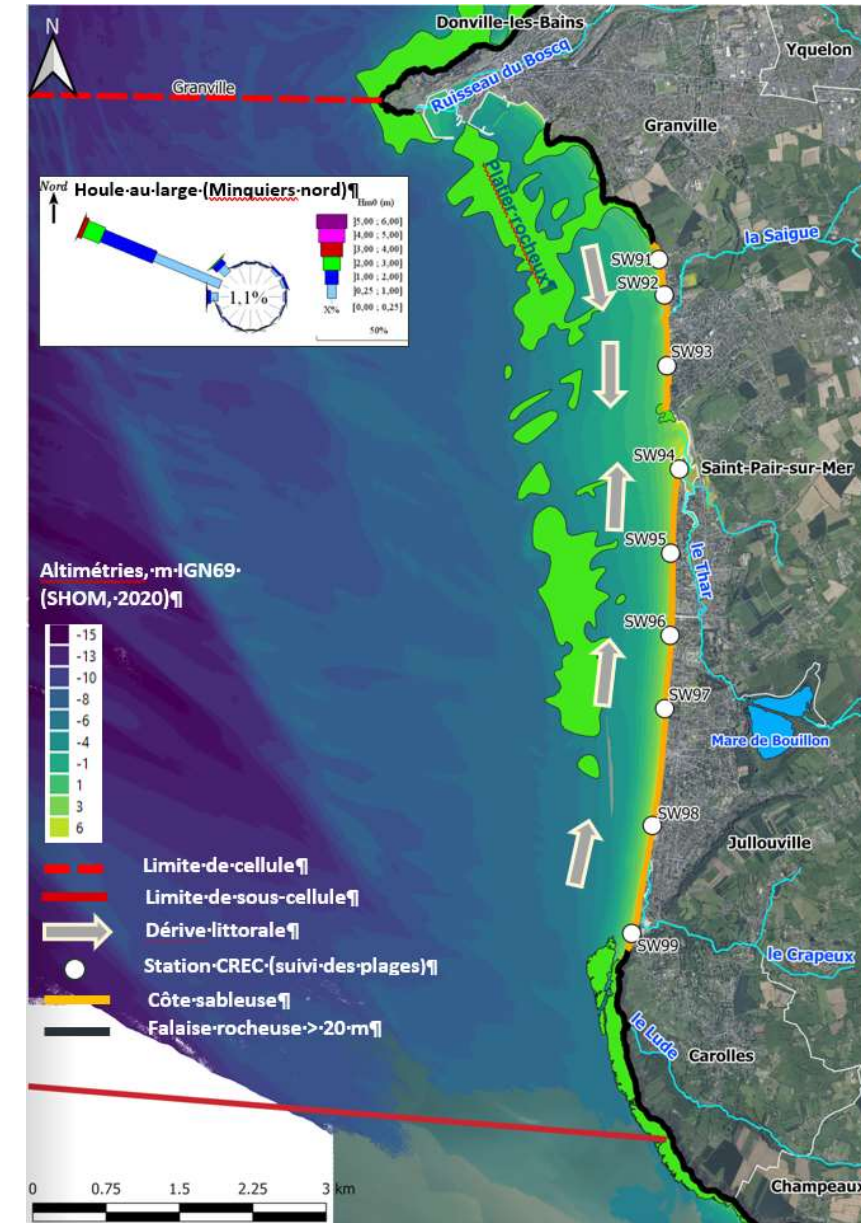 Donville-les-Bains
N
Yquelon
Ruisseau du Boscq
Granville
Granville
Platier·rocheux¶
Nord
Houle·au·large·(Minquiers·nord)¶
Hm0 (m)
]5,00 ; 6,00]
]4,00 ; 5,00]
]3,00 ; 4,00]
]2,00 ; 3,00]
]1,00 ; 2,00]
]0,25 ; 1,00]
X% [0,00 ; 0,25]
50%
1,1%
la Saigue
SW91
SW92
SW93
SW94
Saint-Pair-sur-Mer
SW95
le Thar
SW96
SW97
Mare de Bouillon
SW98
Jullouville
SW99
le Crapeux
le Lude
Carolles
Champeaux
Altimétries,·m·IGN69·
(SHOM,·2020)¶
-15
-13
-10
-8
-6
-4
-1
1
3
6
Limite·de·cellule¶
Limite·de·sous-cellule¶
Dérive·littorale¶
Station·CREC·(suivi·des·plages)¶
Côte·sableuse¶
Falaise·rocheuse·>·20·m¶
0 0.75 1.5 2.25 3 km